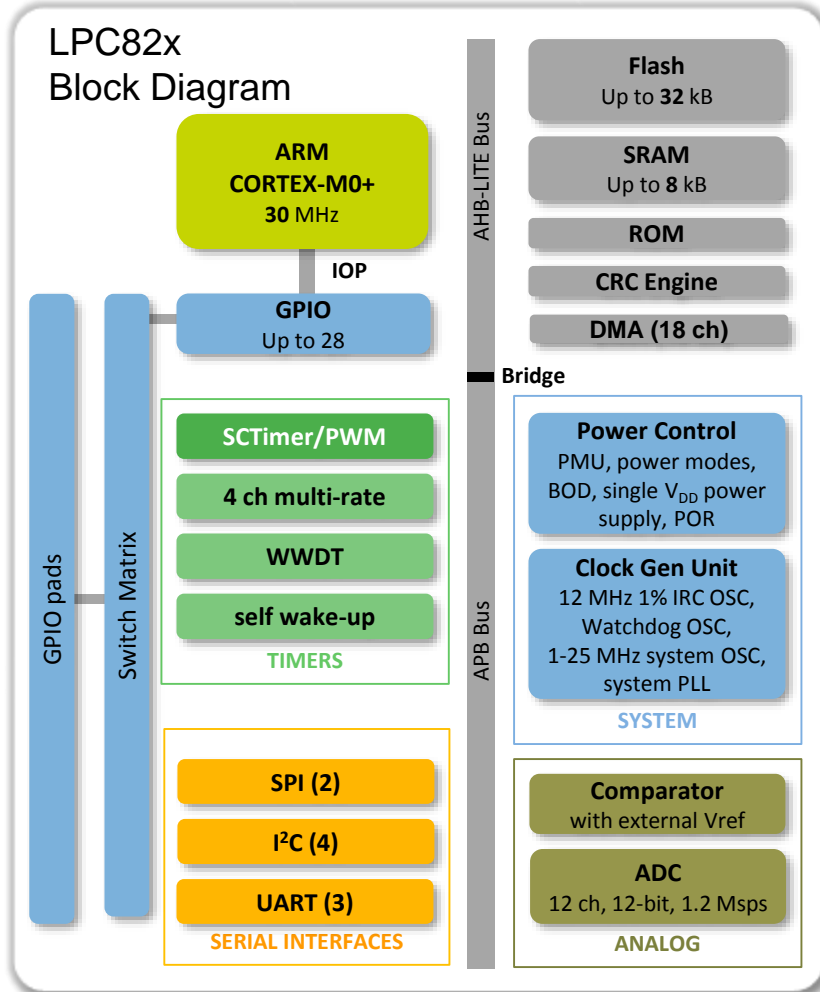 LPC82x
Block Diagram
ARM
CORTEX-M0+
30 MHz
IOP
GPIO
Up to 28
GPIO pads
Switch Matrix
SCTimer/PWM
4 ch multi-rate
WWDT
self wake-up
TIMERS
SPI (2)
I²C (4)
UART (3)
SERIAL INTERFACES
AHB-LITE Bus
Bridge
APB Bus
Flash
Up to 32 kB
SRAM
Up to 8 kB
ROM
CRC Engine
DMA (18 ch)
Power Control
PMU, power modes,
BOD, single V_DD power
supply, POR
Clock Gen Unit
12 MHz 1% IRC OSC,
Watchdog OSC,
1-25 MHz system OSC,
system PLL
SYSTEM
Comparator
with external Vref
ADC
12 ch, 12-bit, 1.2 Msps
ANALOG